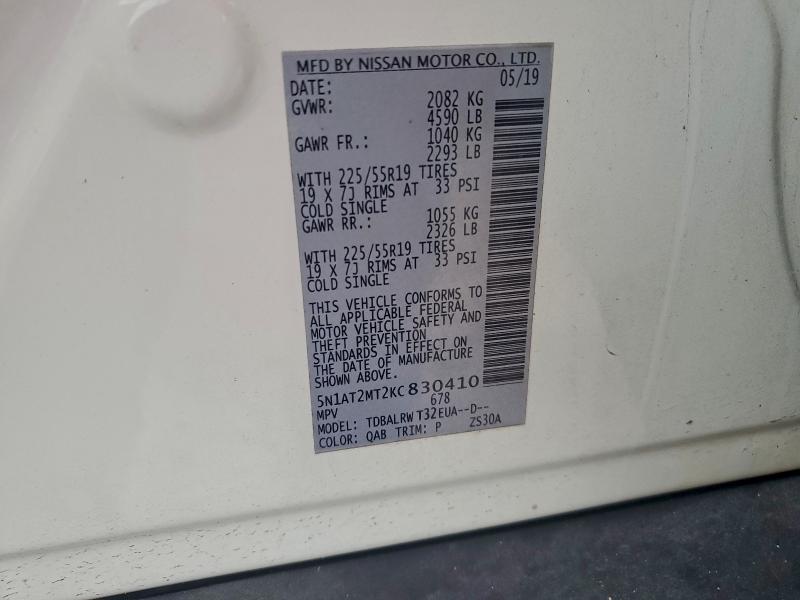 MFD BY NISSAN MOTOR CO., LTD.
DATE: 05/19
GVWR: 2082 KG
4590 LB
GAWR FR.: 1040 KG
2293 LB
WITH 225/55R19 TIRES
19 X 7J RIMS AT 33 PSI
COLD SINGLE
GAWR RR.: 1055 KG
2326 LB
WITH 225/55R19 TIRES
19 X 7J RIMS AT 33 PSI
COLD SINGLE
THIS VEHICLE CONFORMS TO
ALL APPLICABLE FEDERAL
MOTOR VEHICLE SAFETY AND
THEFT PREVENTION
STANDARDS IN EFFECT ON
THE DATE OF MANUFACTURE
SHOWN ABOVE.
5N1AT2MT2KC830410
MPV 678
MODEL: TDBALRW T32EUA--D--
COLOR: QAB TRIM: P ZS30A